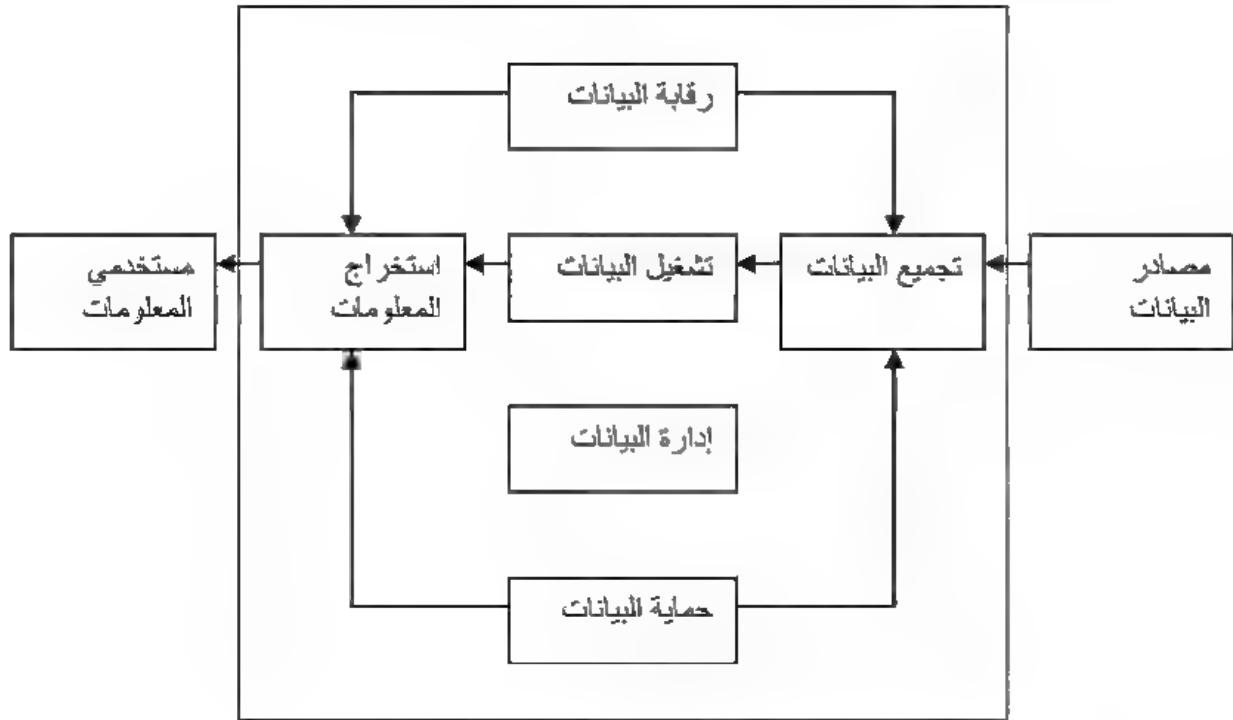 رقابة البيانات
مصادر
البيانات
تجميع البيانات
تشغيل البيانات
استخراج
المعلومات
مستخدمي
المعلومات
إدارة البيانات
حماية البيانات